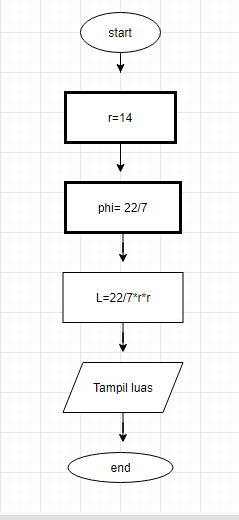 start
r=14
phi= 22/7
L=22/7*r*r
Tampil luas
end